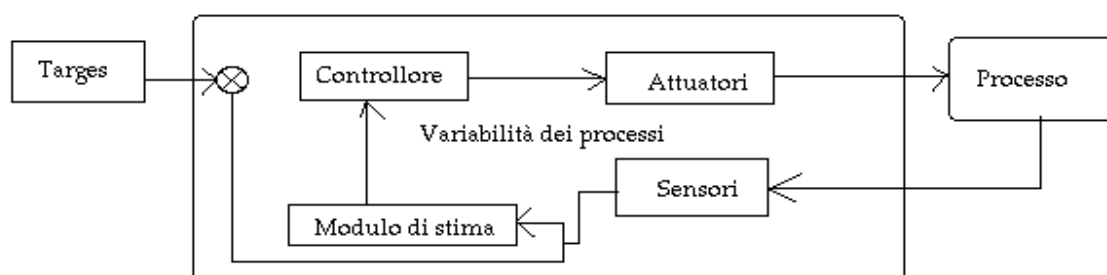 Targes
Controllore
Attuatori
Processo
Variabilità dei processi
Sensori
Modulo di stima